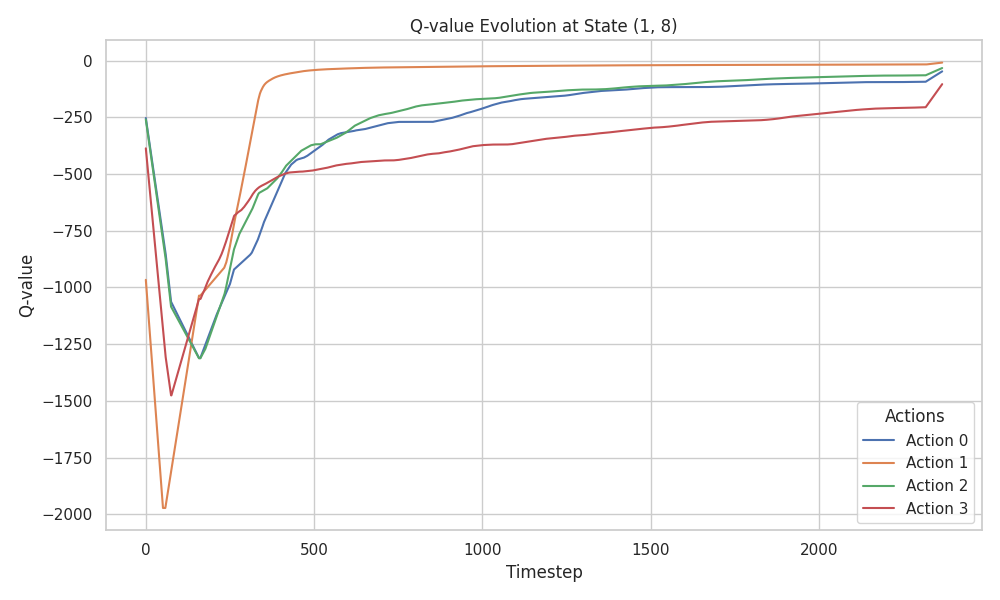 Q-value Evolution at State (1, 8)
Q-value
0
−250
−500
−750
−1000
−1250
−1500
−1750
−2000
0
500
1000
1500
2000
Timestep
Actions
Action 0
Action 1
Action 2
Action 3